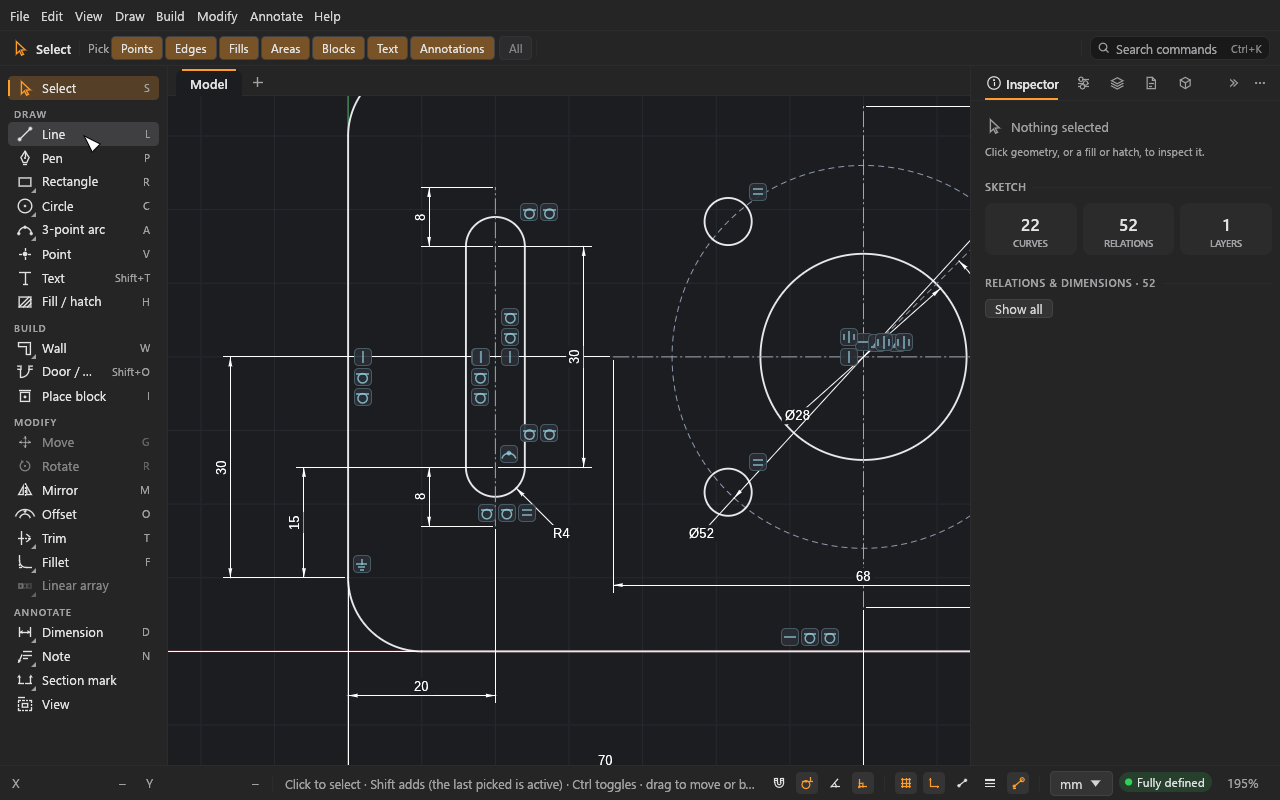 File Edit View Draw Build Modify Annotate Help
Select Pick Points Edges Fills Areas Blocks Text Annotations All Search commands Ctrl+K
Select S
DRAW
Line L
Pen P
Rectangle R
Circle C
3-point arc A
Point V
Text Shift+T
Fill / hatch H
BUILD
Wall W
Door / ... Shift+O
Place block I
MODIFY
Move G
Rotate R
Mirror M
Offset O
Trim T
Fillet F
Linear array
ANNOTATE
Dimension D
Note N
Section mark
View
Model
8
30
30
15
8
R4
Ø28
Ø52
68
20
70
Inspector
Nothing selected
Click geometry, or a fill or hatch, to inspect it.
SKETCH
22 52 1
CURVES RELATIONS LAYERS
RELATIONS & DIMENSIONS · 52
Show all
X – Y – Click to select · Shift adds (the last picked is active) · Ctrl toggles · drag to move or b... mm Fully defined 195%